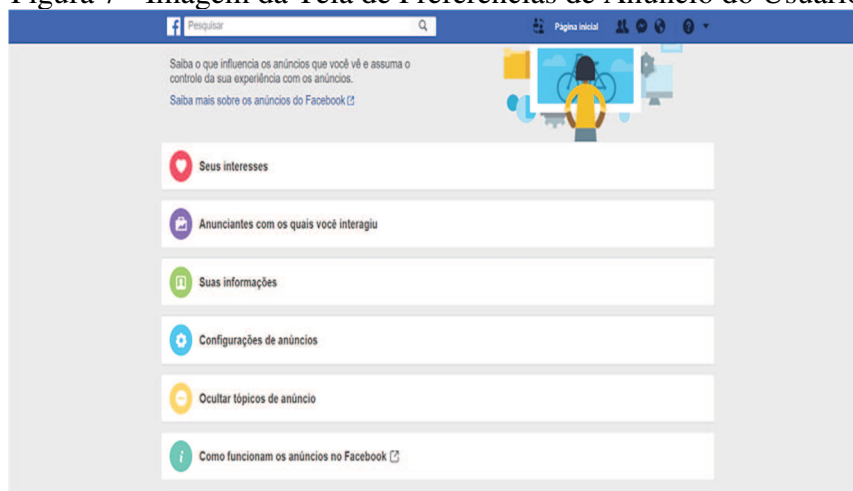 Figura 7 - Imagem da Tela de Preferências de Anúncio do Usuário
f Pesquisar Página inicial
Saiba o que influencia os anúncios que você vê e assuma o
controle da sua experiência com os anúncios.
Saiba mais sobre os anúncios do Facebook
Seus interesses
Anunciantes com os quais você interagiu
Suas informações
Configurações de anúncios
Ocultar tópicos de anúncio
Como funcionam os anúncios no Facebook